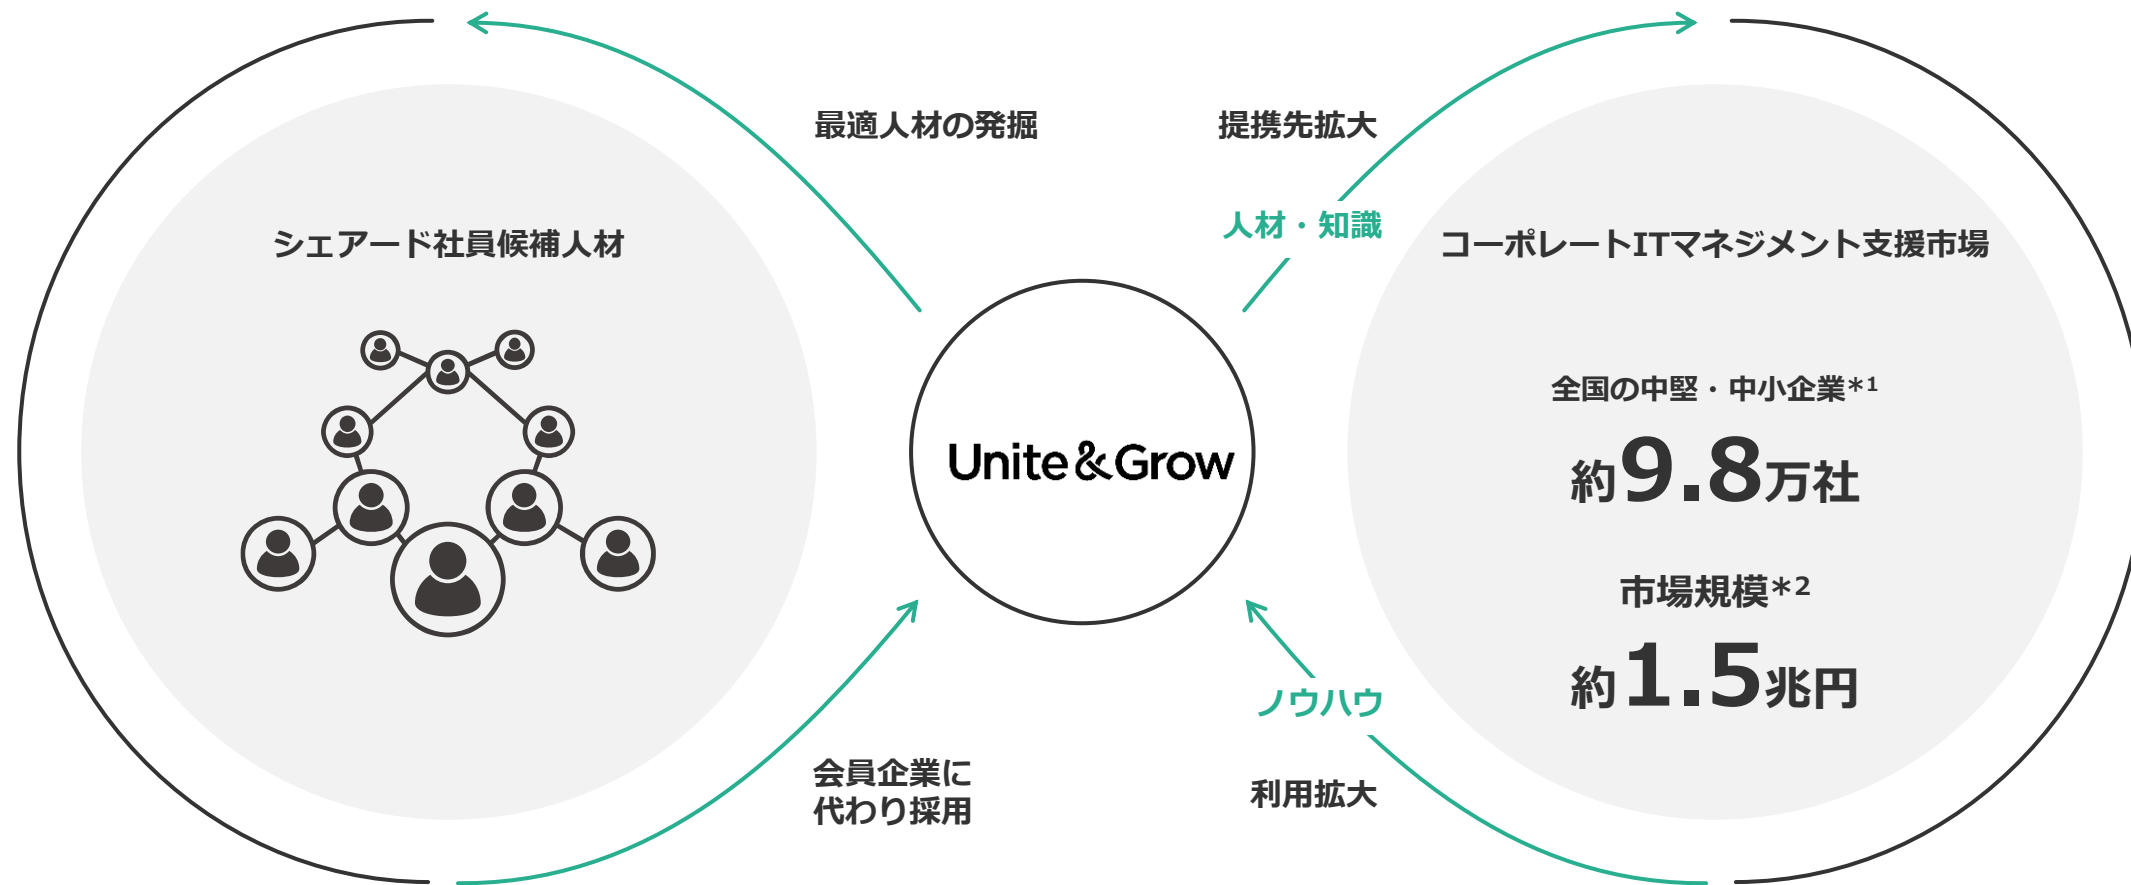 最適人材の発掘
提携先拡大
人材・知識
シェアード社員候補人材
コーポレートITマネジメント支援市場
全国の中堅・中小企業*1
約9.8万社
Unite&Grow
市場規模*2
約1.5兆円
ノウハウ
会員企業に
代わり採用
利用拡大